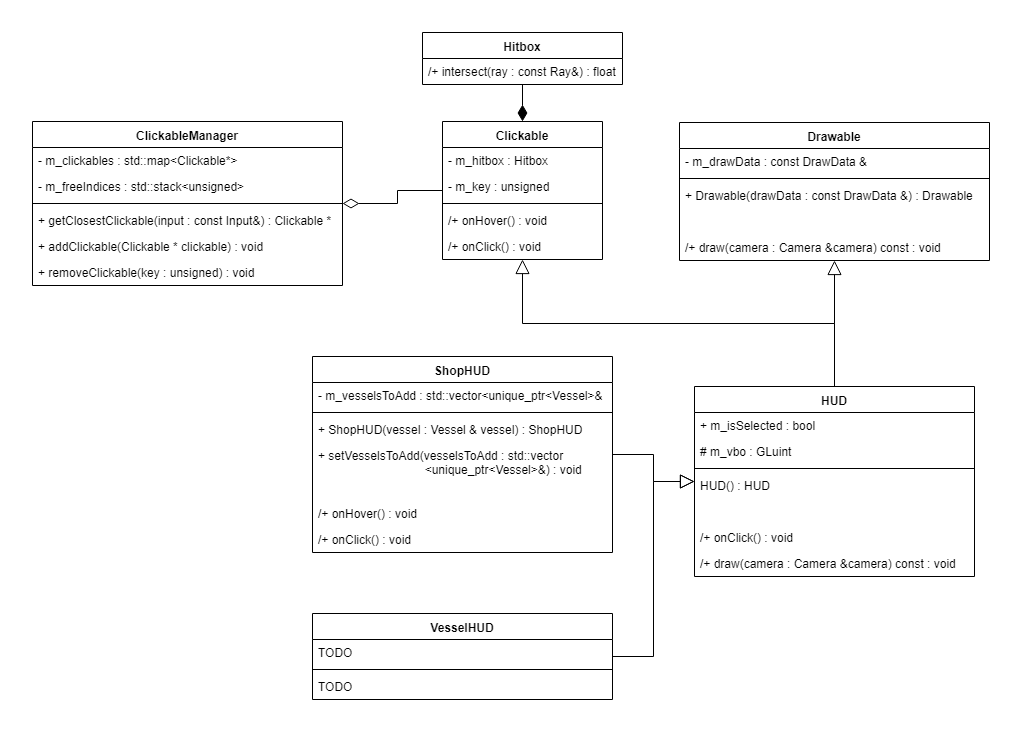 Hitbox
/+ intersect(ray : const Ray&) : float
ClickableManager
- m_clickables : std::map<Clickable*>
- m_freeIndices : std::stack<unsigned>
+ getClosestClickable(input : const Input&) : Clickable *
+ addClickable(Clickable * clickable) : void
+ removeClickable(key : unsigned) : void
Clickable
- m_hitbox : Hitbox
- m_key : unsigned
/+ onHover() : void
/+ onClick() : void
Drawable
- m_drawData : const DrawData &
+ Drawable(drawData : const DrawData &) : Drawable
/+ draw(camera : Camera &camera) const : void
ShopHUD
- m_vesselsToAdd : std::vector<unique_ptr<Vessel>&
+ ShopHUD(vessel : Vessel & vessel) : ShopHUD
+ setVesselsToAdd(vesselsToAdd : std::vector
<unique_ptr<Vessel>&) : void
/+ onHover() : void
/+ onClick() : void
HUD
+ m_isSelected : bool
# m_vbo : GLuint
HUD() : HUD
/+ onClick() : void
/+ draw(camera : Camera &camera) const : void
VesselHUD
TODO
TODO